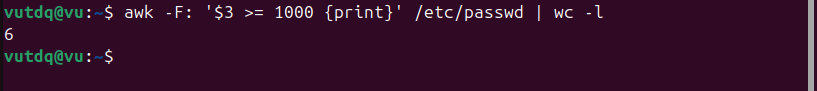 vutdq@vu:~$ awk -F: '$3 >= 1000 {print}' /etc/passwd | wc -l
6
vutdq@vu:~$